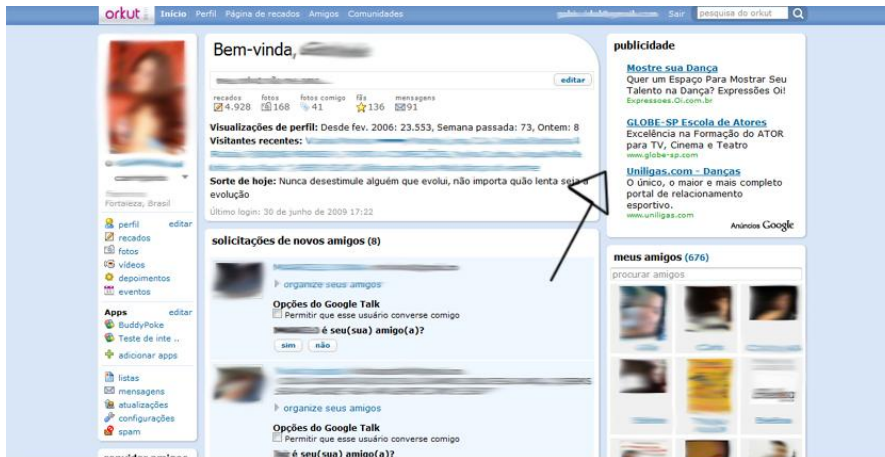 orkut Início Perfil Página de recados Amigos Comunidades Sair pesquisa do orkut
Fortaleza, Brasil
perfil editar
recados
fotos
vídeos
depoimentos
eventos
Apps editar
BuddyPoke
Teste de inte ..
adicionar apps
listas
mensagens
atualizações
configurações
spam
Bem-vinda,
editar
recados fotos fotos comigo fãs mensagens
4.928 168 41 136 91
Visualizações de perfil: Desde fev. 2006: 23.553, Semana passada: 73, Ontem: 8
Visitantes recentes:
Sorte de hoje: Nunca desestimule alguém que evolui, não importa quão lenta seja a
evolução
Último login: 30 de junho de 2009 17:22
solicitações de novos amigos (8)
organize seus amigos
Opções do Google Talk
Permitir que esse usuário converse comigo
é seu(sua) amigo(a)?
sim não
organize seus amigos
Opções do Google Talk
Permitir que esse usuário converse comigo
é seu(sua) amigo(a)?
publicidade
Mostre sua Dança
Quer um Espaço Para Mostrar Seu
Talento na Dança? Expressões Oi!
Expressoes.Oi.com.br
GLOBE-SP Escola de Atores
Excelência na Formação do ATOR
para TV, Cinema e Teatro
www.globe-sp.com
Uniligas.com - Danças
O único, o maior e mais completo
portal de relacionamento
esportivo.
www.uniligas.com
Anúncios Google
meus amigos (676)
procurar amigos